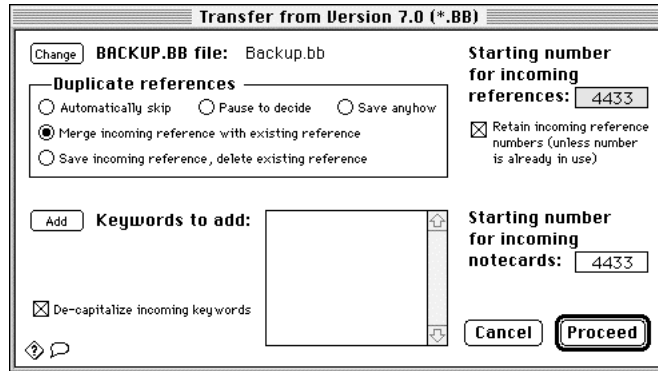 Transfer from Version 7.0 (*.BB)
Change BACKUP.BB file: Backup.bb
Duplicate references
Automatically skip Pause to decide Save anyhow
Merge incoming reference with existing reference
Save incoming reference, delete existing reference
Starting number
for incoming
references: 4433
Retain incoming reference
numbers (unless number
is already in use)
Add Keywords to add:
De-capitalize incoming keywords
Starting number
for incoming
notecards: 4433
Cancel Proceed
?